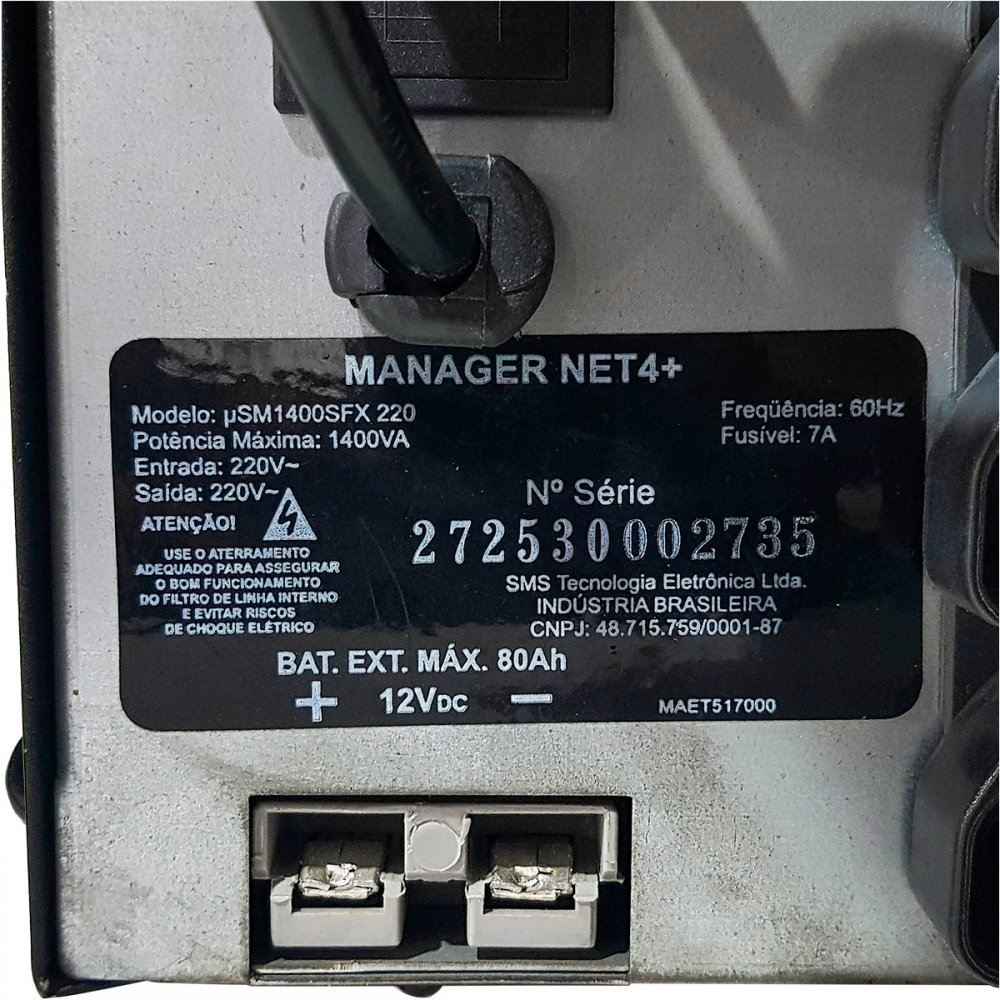 MANAGER NET4+
Modelo: µSM1400SFX 220
Potência Máxima: 1400VA
Entrada: 220V~
Saída: 220V~
Freqüência: 60Hz
Fusível: 7A
ATENÇÃO!
USE O ATERRAMENTO
ADEQUADO PARA ASSEGURAR
O BOM FUNCIONAMENTO
DO FILTRO DE LINHA INTERNO
E EVITAR RISCOS
DE CHOQUE ELÉTRICO
Nº Série
272530002735
SMS Tecnologia Eletrônica Ltda.
INDÚSTRIA BRASILEIRA
CNPJ: 48.715.759/0001-87
BAT. EXT. MÁX. 80Ah
+ 12VDC −
MAET517000